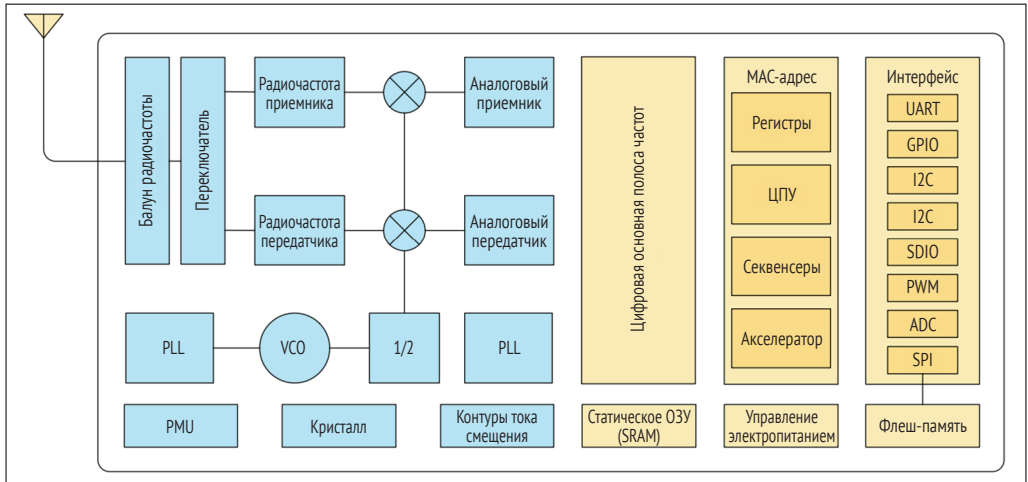 Балун радиочастоты
Переключатель
Радиочастота
приемника
Аналоговый
приемник
Радиочастота
передатчика
Аналоговый
передатчик
PLL
VCO
1/2
PLL
PMU
Кристалл
Контуры тока
смещения
Цифровая основная полоса частот
Статическое ОЗУ
(SRAM)
MAC-адрес
Регистры
ЦПУ
Секвенсеры
Акселератор
Управление
электропитанием
Интерфейс
UART
GPIO
I2C
I2C
SDIO
PWM
ADC
SPI
Флеш-память